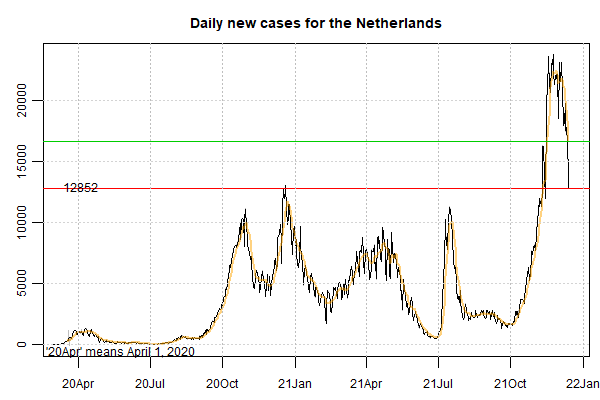 Daily new cases for the Netherlands
20000
15000
12852
10000
5000
0
'20Apr' means April 1, 2020
20Apr 20Jul 20Oct 21Jan 21Apr 21Jul 21Oct 22Jan